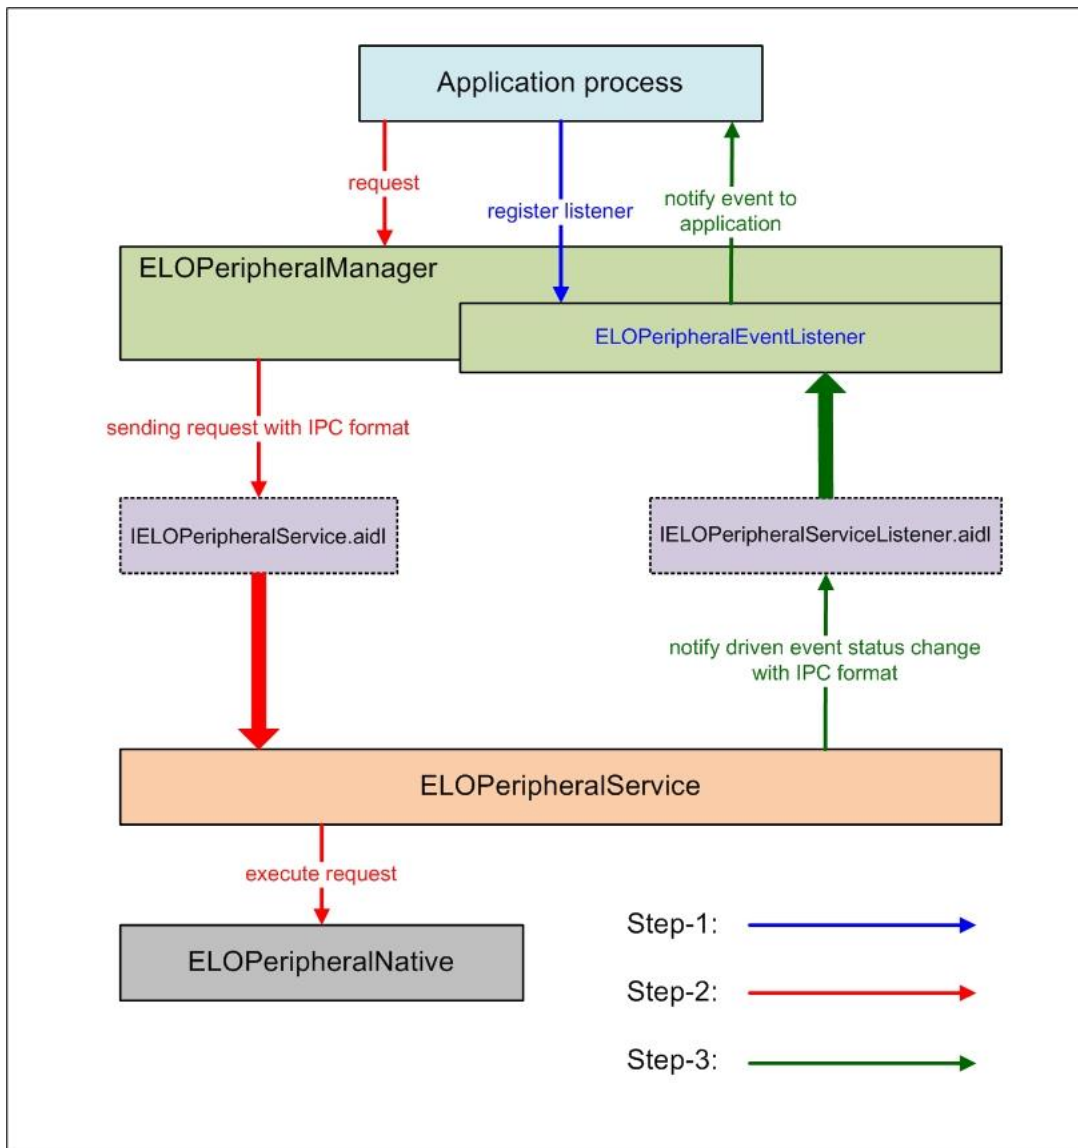 Application process
request
register listener
notify event to
application
ELOPeripheralManager
ELOPeripheralEventListener
sending request with IPC format
IELOPeripheralService.aidl
IELOPeripheralServiceListener.aidl
notify driven event status change
with IPC format
ELOPeripheralService
execute request
ELOPeripheralNative
Step-1:
Step-2:
Step-3: